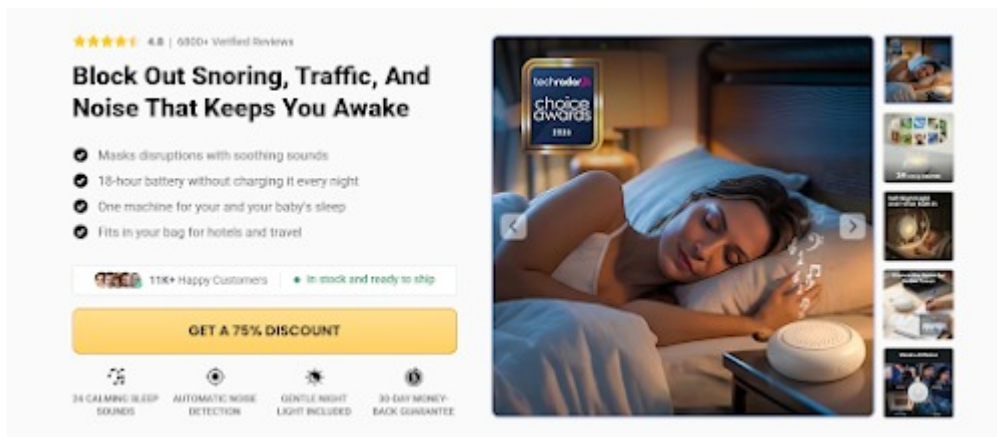 4.8 | 6800+ Verified Reviews
Block Out Snoring, Traffic, And
Noise That Keeps You Awake
Masks disruptions with soothing sounds
18-hour battery without charging it every night
One machine for your and your baby's sleep
Fits in your bag for hotels and travel
11K+ Happy Customers
In stock and ready to ship
GET A 75% DISCOUNT
24 CALMING SLEEP
SOUNDS
AUTOMATIC NOISE
DETECTION
GENTLE NIGHT
LIGHT INCLUDED
30-DAY MONEY-
BACK GUARANTEE
techradar
choice
awards